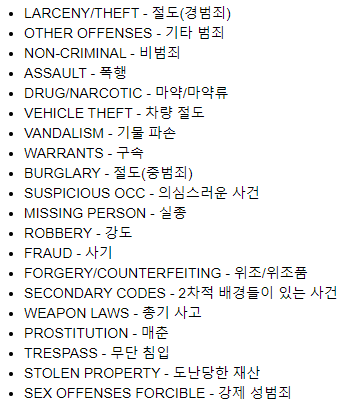 LARCENY/THEFT - 절도(경범죄)
OTHER OFFENSES - 기타 범죄
NON-CRIMINAL - 비범죄
ASSAULT - 폭행
DRUG/NARCOTIC - 마약/마약류
VEHICLE THEFT - 차량 절도
VANDALISM - 기물 파손
WARRANTS - 구속
BURGLARY - 절도(중범죄)
SUSPICIOUS OCC - 의심스러운 사건
MISSING PERSON - 실종
ROBBERY - 강도
FRAUD - 사기
FORGERY/COUNTERFEITING - 위조/위조품
SECONDARY CODES - 2차적 배경들이 있는 사건
WEAPON LAWS - 총기 사고
PROSTITUTION - 매춘
TRESPASS - 무단 침입
STOLEN PROPERTY - 도난당한 재산
SEX OFFENSES FORCIBLE - 강제 성범죄